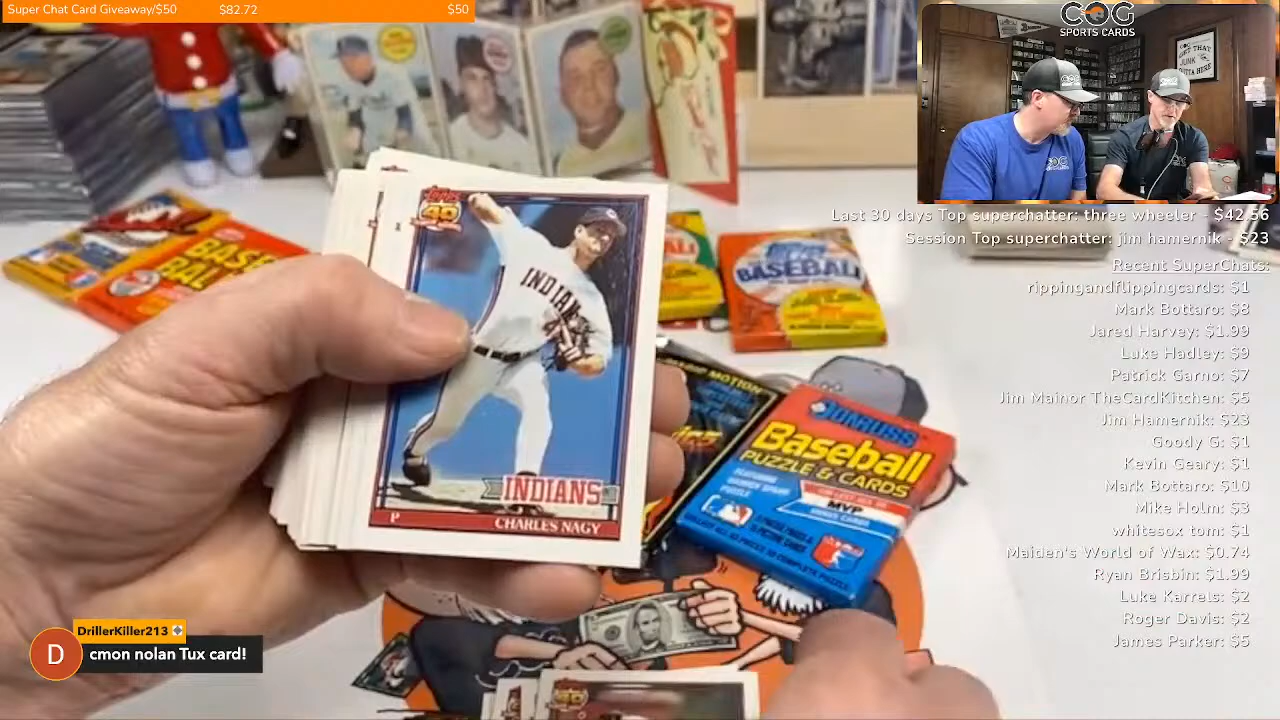 Super Chat Card Giveaway/$50 $82.72 $50
COG
SPORTS CARDS
Last 30 days Top superchatter: three wheeler - $42.56
Session Top superchatter: jim hamernik - $23
Recent SuperChats:
rippingandflippingcards: $1
Mark Bottaro: $8
Jared Harvey: $1.99
Luke Hadley: $9
Patrick Garno: $7
Jim Mainor TheCardKitchen: $5
Jim Hamernik: $23
Goody G: $1
Kevin Geary: $1
Mark Bottaro: $10
Mike Holm: $3
whitesox tom: $1
Maiden's World of Wax: $0.74
Ryan Brisbin: $1.99
Luke Karrels: $2
Roger Davis: $2
James Parker: $5
Topps
40
INDIANS
INDIANS
P CHARLES NAGY
BASEBALL
DONRUSS
Baseball
PUZZLE & CARDS
MVP
DrillerKiller213
D
cmon nolan Tux card!